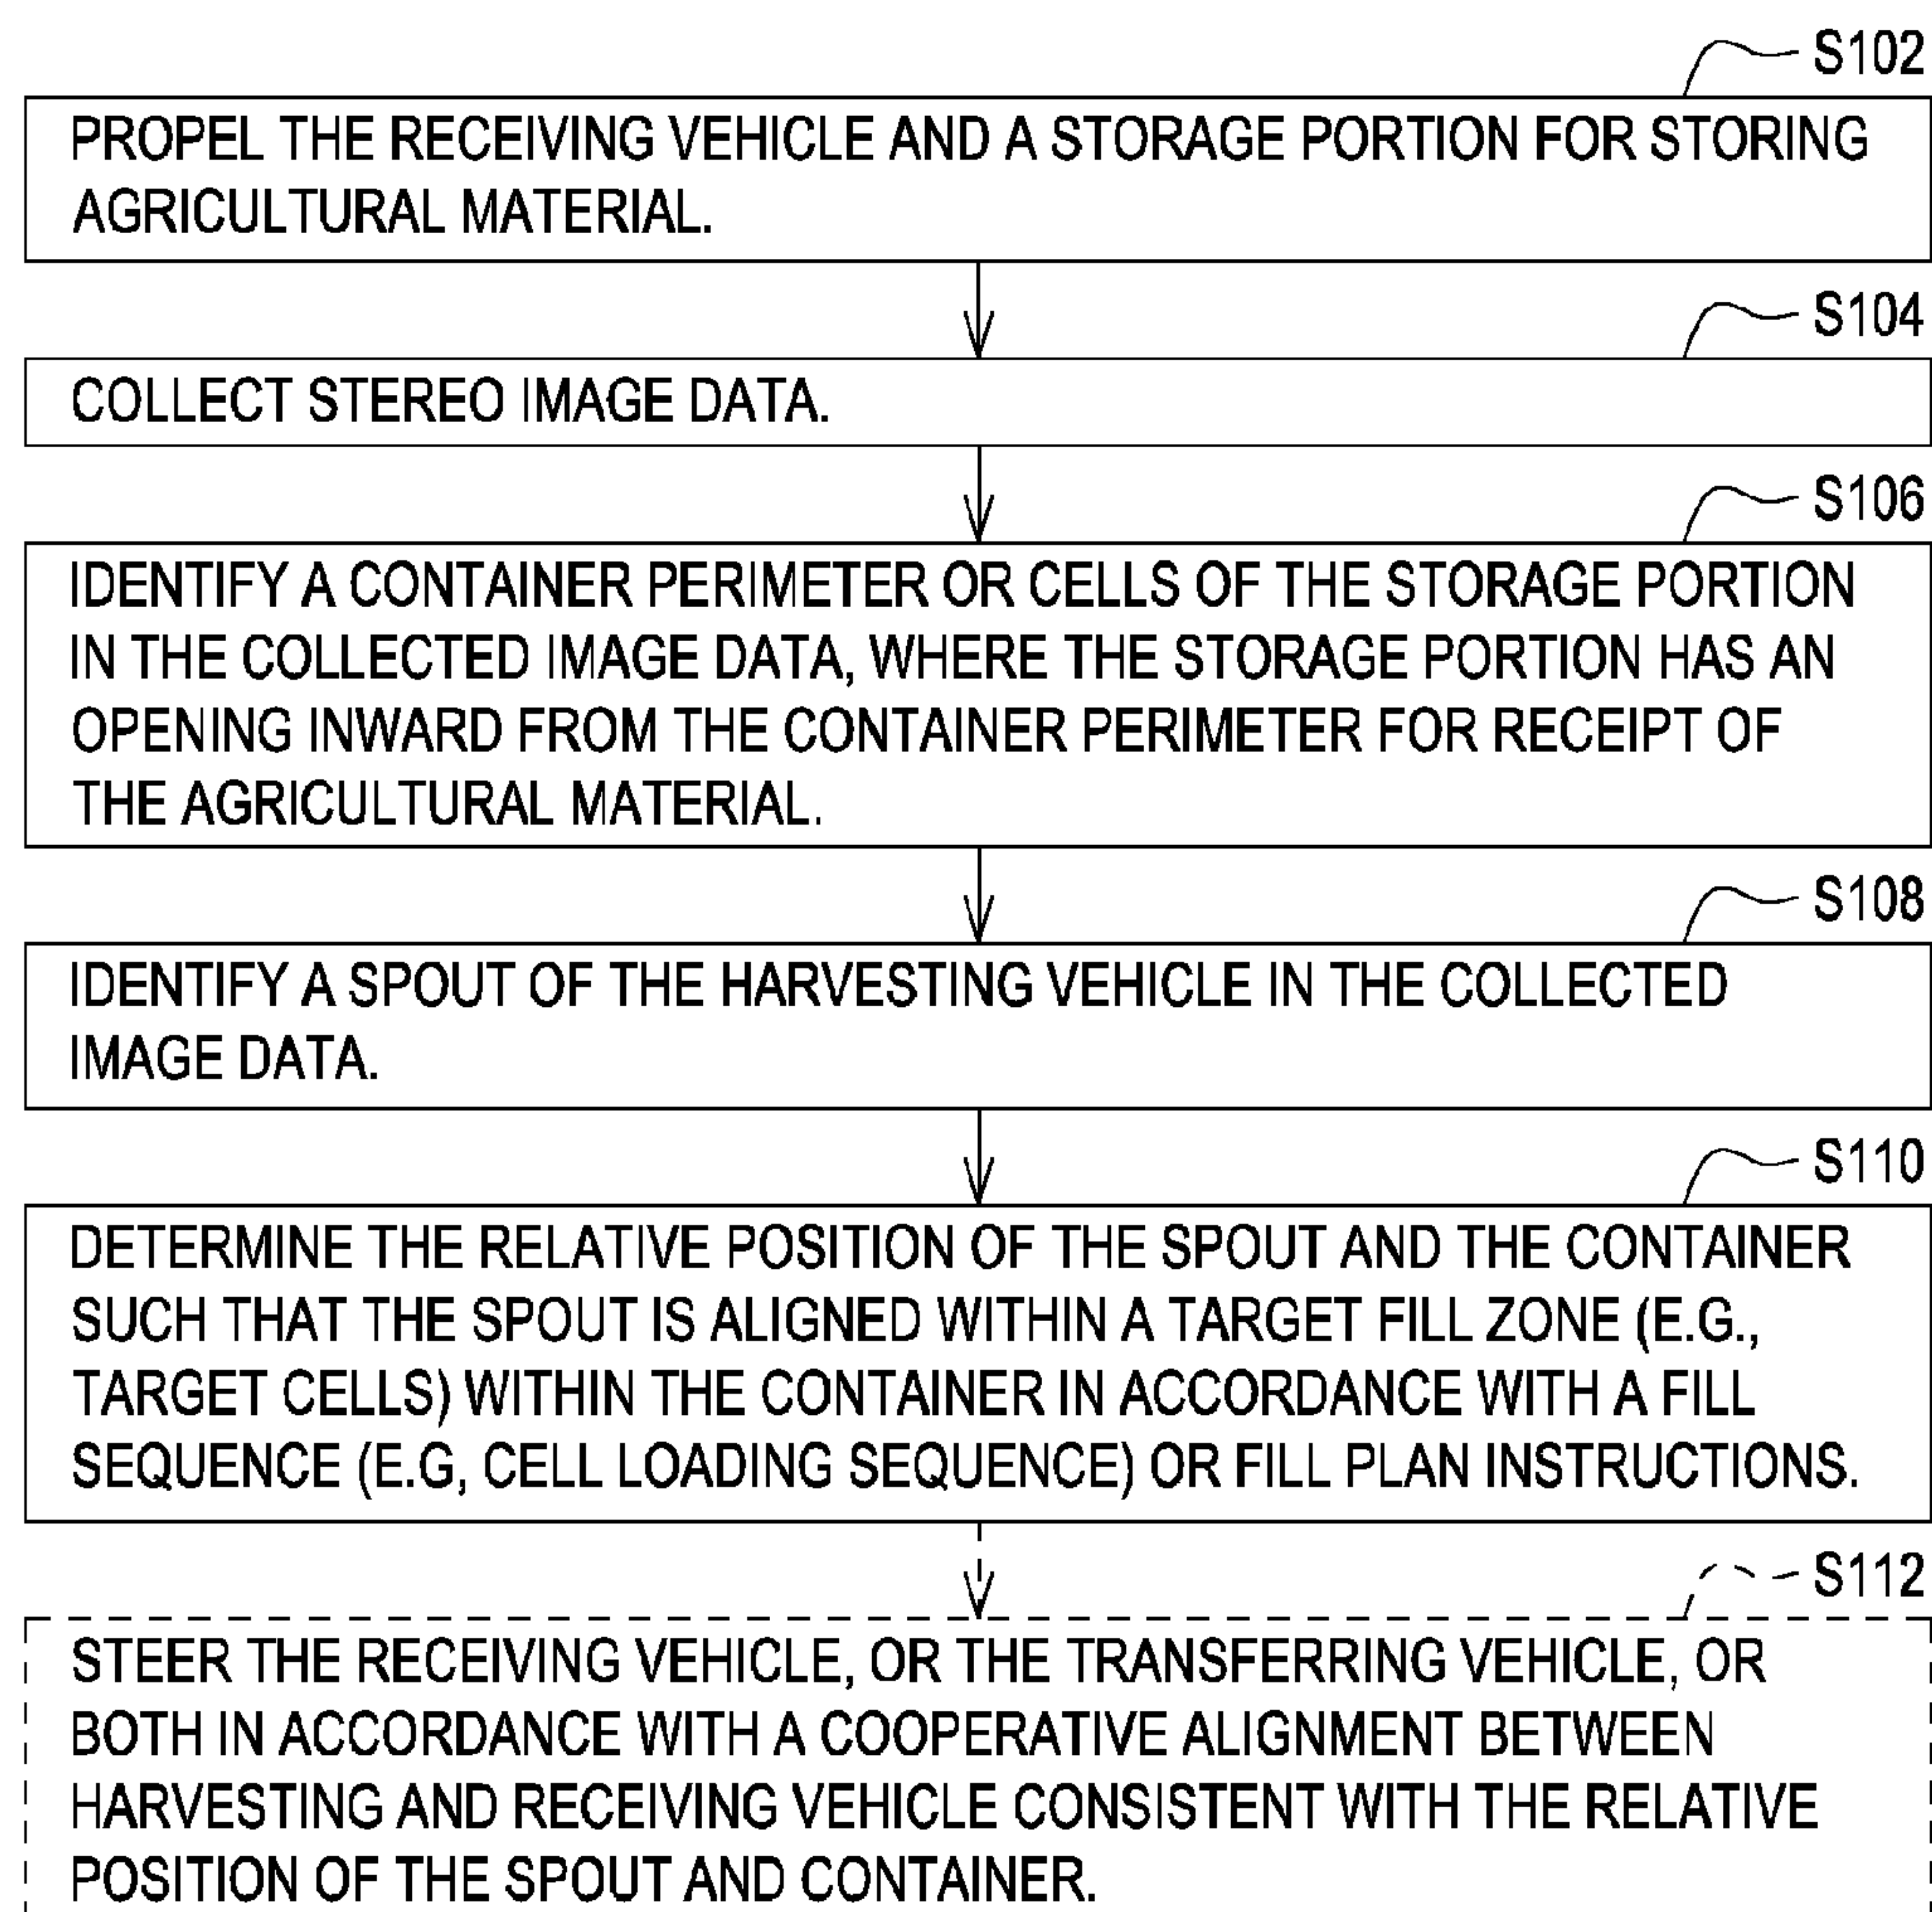 S102
PROPEL THE RECEIVING VEHICLE AND A STORAGE PORTION FOR STORING
AGRICULTURAL MATERIAL.
S104
COLLECT STEREO IMAGE DATA.
S106
IDENTIFY A CONTAINER PERIMETER OR CELLS OF THE STORAGE PORTION
IN THE COLLECTED IMAGE DATA, WHERE THE STORAGE PORTION HAS AN
OPENING INWARD FROM THE CONTAINER PERIMETER FOR RECEIPT OF
THE AGRICULTURAL MATERIAL.
S108
IDENTIFY A SPOUT OF THE HARVESTING VEHICLE IN THE COLLECTED
IMAGE DATA.
S110
DETERMINE THE RELATIVE POSITION OF THE SPOUT AND THE CONTAINER
SUCH THAT THE SPOUT IS ALIGNED WITHIN A TARGET FILL ZONE (E.G.,
TARGET CELLS) WITHIN THE CONTAINER IN ACCORDANCE WITH A FILL
SEQUENCE (E.G, CELL LOADING SEQUENCE) OR FILL PLAN INSTRUCTIONS.
S112
STEER THE RECEIVING VEHICLE, OR THE TRANSFERRING VEHICLE, OR
BOTH IN ACCORDANCE WITH A COOPERATIVE ALIGNMENT BETWEEN
HARVESTING AND RECEIVING VEHICLE CONSISTENT WITH THE RELATIVE
POSITION OF THE SPOUT AND CONTAINER.